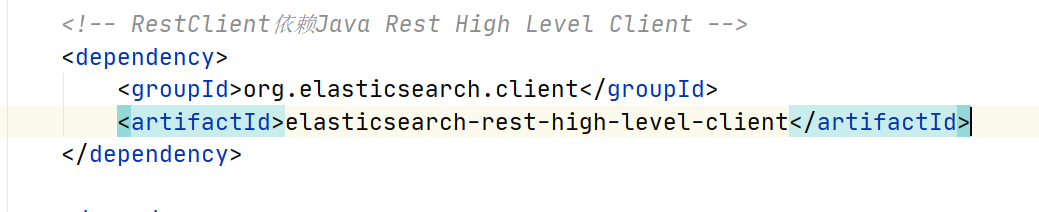 <!-- RestClient依赖Java Rest High Level Client -->
<dependency>
<groupId>org.elasticsearch.client</groupId>
<artifactId>elasticsearch-rest-high-level-client</artifactId>
</dependency>